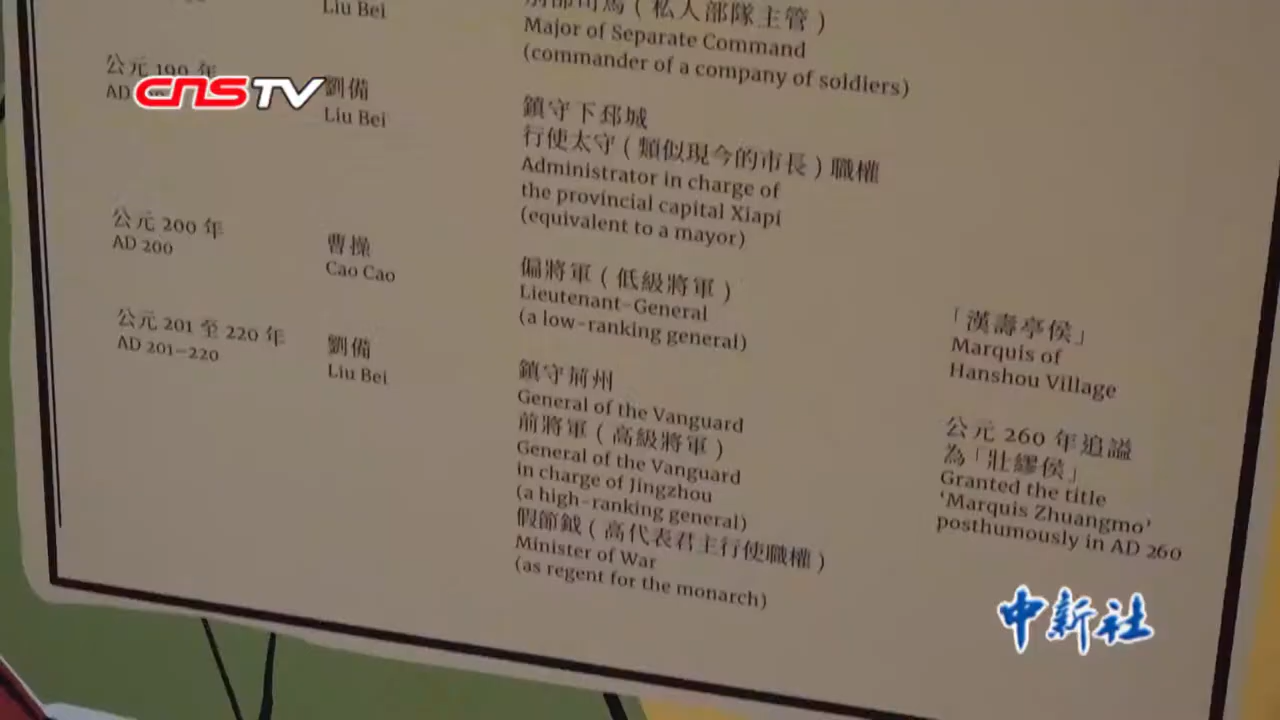 Liu Bei
別部司馬（私人部隊主管）
Major of Separate Command
(commander of a company of soldiers)
公元 199 年
AD
CNSTV
劉備
Liu Bei
鎮守下邳城
行使太守（類似現今的市長）職權
Administrator in charge of
the provincial capital Xiapi
(equivalent to a mayor)
公元 200 年
AD 200
曹操
Cao Cao
偏將軍（低級將軍）
Lieutenant-General
(a low-ranking general)
「漢壽亭侯」
Marquis of
Hanshou Village
公元 201 至 220 年
AD 201–220
劉備
Liu Bei
鎮守荊州
General of the Vanguard
前將軍（高級將軍）
General of the Vanguard
in charge of Jingzhou
(a high-ranking general)
假節鉞（高代表君主行使職權）
Minister of War
(as regent for the monarch)
公元 260 年追謚
為「壯繆侯」
Granted the title
‘Marquis Zhuangmo’
posthumously in AD 260
中新社